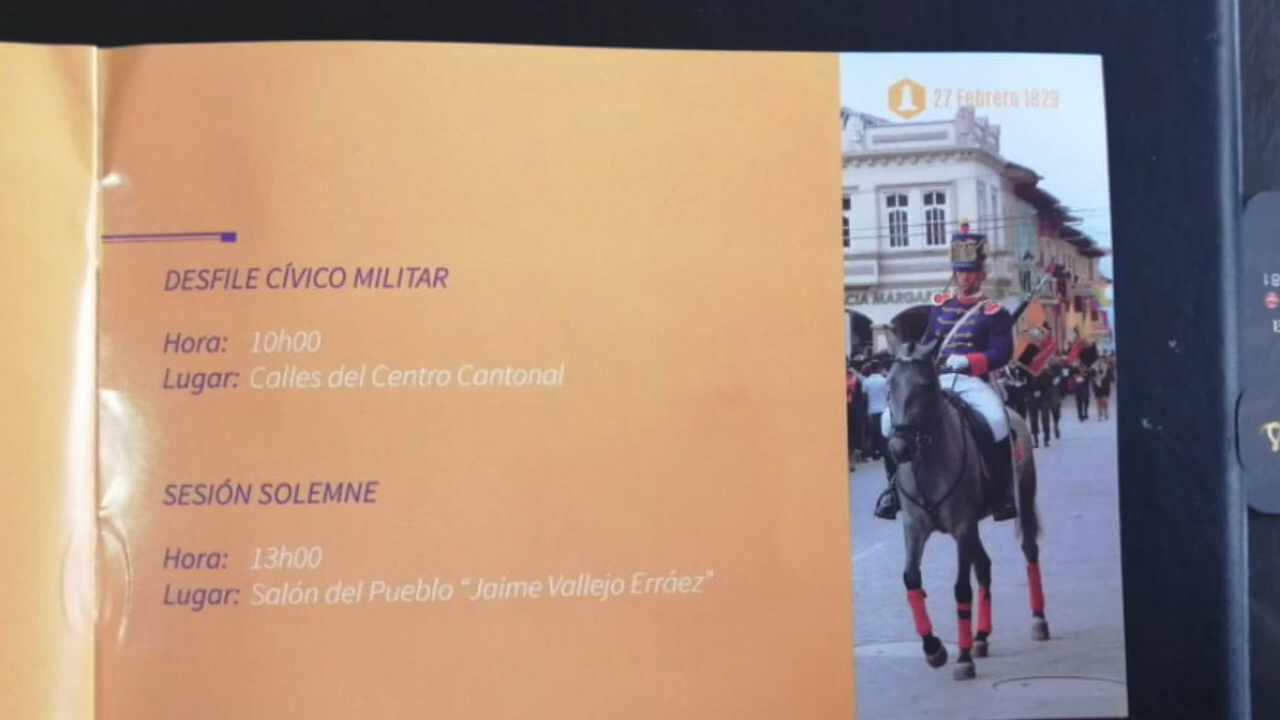 27 Febrero 1829
DESFILE CÍVICO MILITAR
Hora: 10h00
Lugar: Calles del Centro Cantonal
SESIÓN SOLEMNE
Hora: 13h00
Lugar: Salón del Pueblo “Jaime Vallejo Erráez”